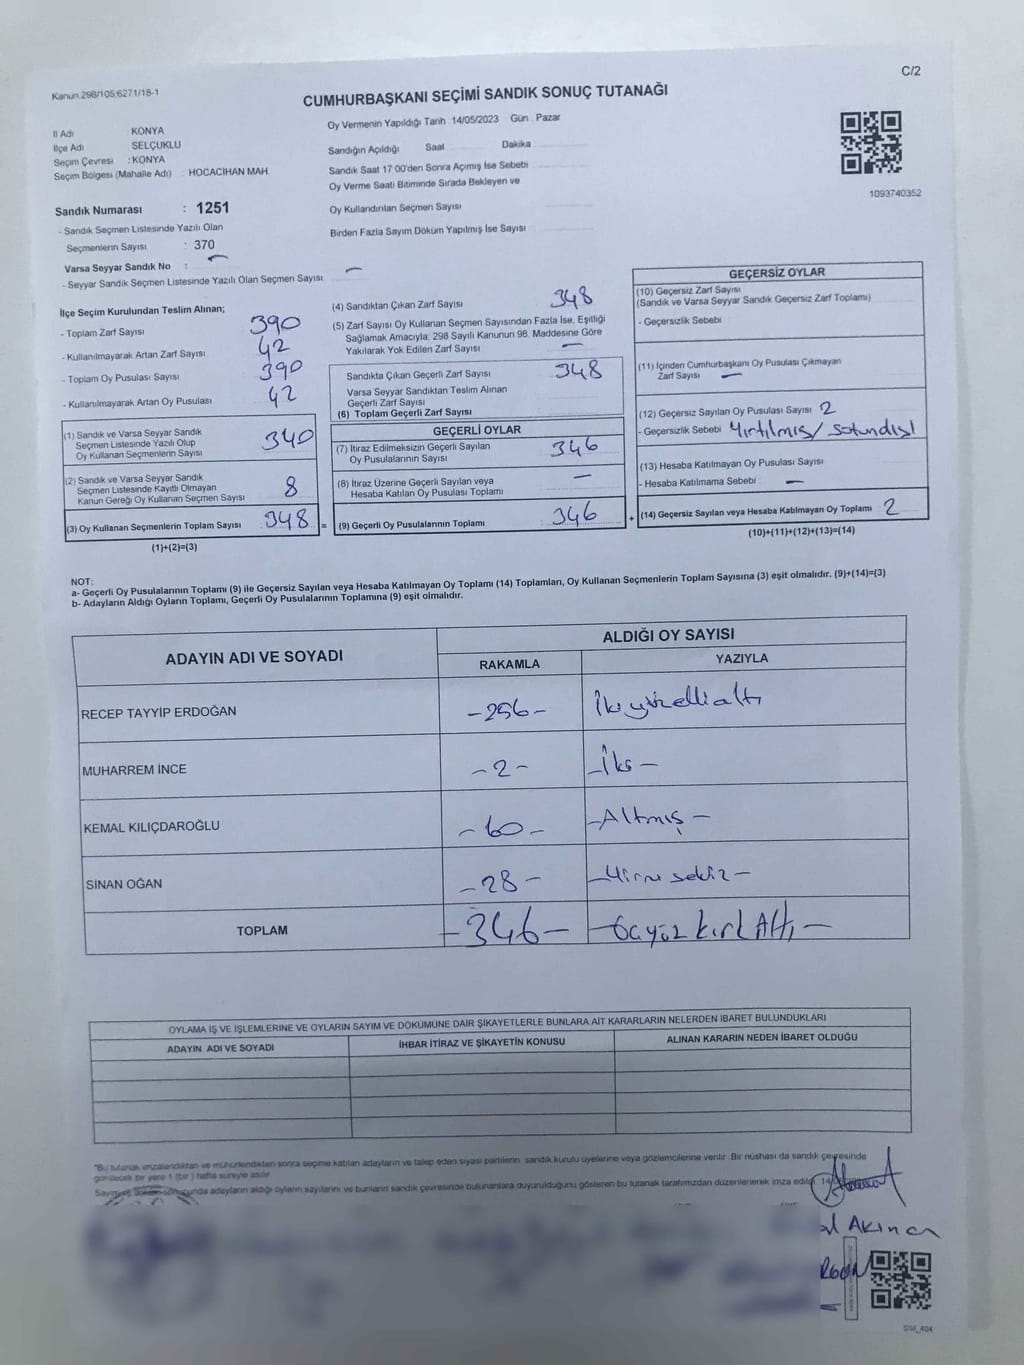 Kanun.298/105;6271/18-1
C/2
CUMHURBAŞKANI SEÇİMİ SANDIK SONUÇ TUTANAĞI
İl Adı KONYA
İlçe Adı SELÇUKLU
Seçim Çevresi : KONYA
Seçim Bölgesi (Mahalle Adı) : HOCACİHAN MAH.
Sandık Numarası : 1251
- Sandık Seçmen Listesinde Yazılı Olan
Seçmenlerin Sayısı : 370
Varsa Seyyar Sandık No : —
- Seyyar Sandık Seçmen Listesinde Yazılı Olan Seçmen Sayısı —
Oy Vermenin Yapıldığı Tarih 14/05/2023 Gün Pazar
Sandığın Açıldığı Saat Dakika
Sandık Saat 17 00'den Sonra Açımış İse Sebebi
Oy Verme Saati Bitiminde Sırada Bekleyen ve
Oy Kullandırılan Seçmen Sayısı
Birden Fazla Sayım Döküm Yapılmış İse Sayısı
1093740352
İlçe Seçim Kurulundan Teslim Alınan;
- Toplam Zarf Sayısı 390
- Kullanılmayarak Artan Zarf Sayısı 42
- Toplam Oy Pusulası Sayısı 390
- Kullanılmayarak Artan Oy Pusulası 42
(1) Sandık ve Varsa Seyyar Sandık
Seçmen Listesinde Yazılı Olup
Oy Kullanan Seçmenlerin Sayısı 340
(2) Sandık ve Varsa Seyyar Sandık
Seçmen Listesinde Kayıtlı Olmayan
Kanun Gereği Oy Kullanan Seçmen Sayısı 8
(3) Oy Kullanan Seçmenlerin Toplam Sayısı : 348 =
(1)+(2)=(3)
(4) Sandıktan Çıkan Zarf Sayısı 348
(5) Zarf Sayısı Oy Kullanan Seçmen Sayısından Fazla İse, Eşitliği
Sağlamak Amacıyla; 298 Sayılı Kanunun 98. Maddesine Göre
Yakılarak Yok Edilen Zarf Sayısı —
Sandıkta Çıkan Geçerli Zarf Sayısı 348
Varsa Seyyar Sandıktan Teslim Alınan
Geçerli Zarf Sayısı
(6) Toplam Geçerli Zarf Sayısı
GEÇERLİ OYLAR
(7) İtiraz Edilmeksizin Geçerli Sayılan
Oy Pusulalarının Sayısı 346
(8) İtiraz Üzerine Geçerli Sayılan veya
Hesaba Katılan Oy Pusulası Toplamı —
(9) Geçerli Oy Pusulalarının Toplamı : 346 +
GEÇERSİZ OYLAR
(10) Geçersiz Zarf Sayısı
(Sandık ve Varsa Seyyar Sandık Geçersiz Zarf Toplamı)
- Geçersizlik Sebebi
(11) İçinden Cumhurbaşkanı Oy Pusulası Çıkmayan
Zarf Sayısı —
(12) Geçersiz Sayılan Oy Pusulası Sayısı 2
- Geçersizlik Sebebi Yırtılmış/
(13) Hesaba Katılmayan Oy Pusulası Sayısı
- Hesaba Katılmama Sebebi —
(14) Geçersiz Sayılan veya Hesaba Katılmayan Oy Toplamı 2
(10)+(11)+(12)+(13)=(14)
NOT:
a- Geçerli Oy Pusulalarının Toplamı (9) ile Geçersiz Sayılan veya Hesaba Katılmayan Oy Toplamı (14) Toplamları, Oy Kullanan Seçmenlerin Toplam Sayısına (3) eşit olmalıdır. (9)+(14)=(3)
b- Adayların Aldığı Oyların Toplamı, Geçerli Oy Pusulalarının Toplamına (9) eşit olmalıdır.
ADAYIN ADI VE SOYADI
ALDIĞI OY SAYISI
RAKAMLA YAZIYLA
RECEP TAYYİP ERDOĞAN -256- İkiyüzellialtı
MUHARREM İNCE -2- -İki-
KEMAL KILIÇDAROĞLU -60- -Altmış-
SİNAN OĞAN -28- -Yirmi sekiz-
TOPLAM -346- -Üçyüz kırk Altı-
OYLAMA İŞ VE İŞLEMLERİNE VE OYLARIN SAYIM VE DÖKÜMÜNE DAİR ŞİKAYETLERLE BUNLARA AİT KARARLARIN NELERDEN İBARET BULUNDUKLARI
ADAYIN ADI VE SOYADI İHBAR İTİRAZ VE ŞİKAYETİN KONUSU ALINAN KARARIN NEDEN İBARET OLDUĞU
"Bu tutanak imzalandıktan ve mühürlendikten sonra seçime katılan adayların ve talep eden siyasi partilerin sandık kurulu üyelerine veya gözlemcilerine verilir .Bir nüshası da sandık çevresinde
görülecek bir yere 1 (bir ) hafta süreyle asılır
adayların aldığı oyların sayılarını ve bunların sandık çevresinde bulunanlara duyurulduğunu gösteren bu tutanak tarafımızdan düzenlenerek imza edildi. 14
SSI_404